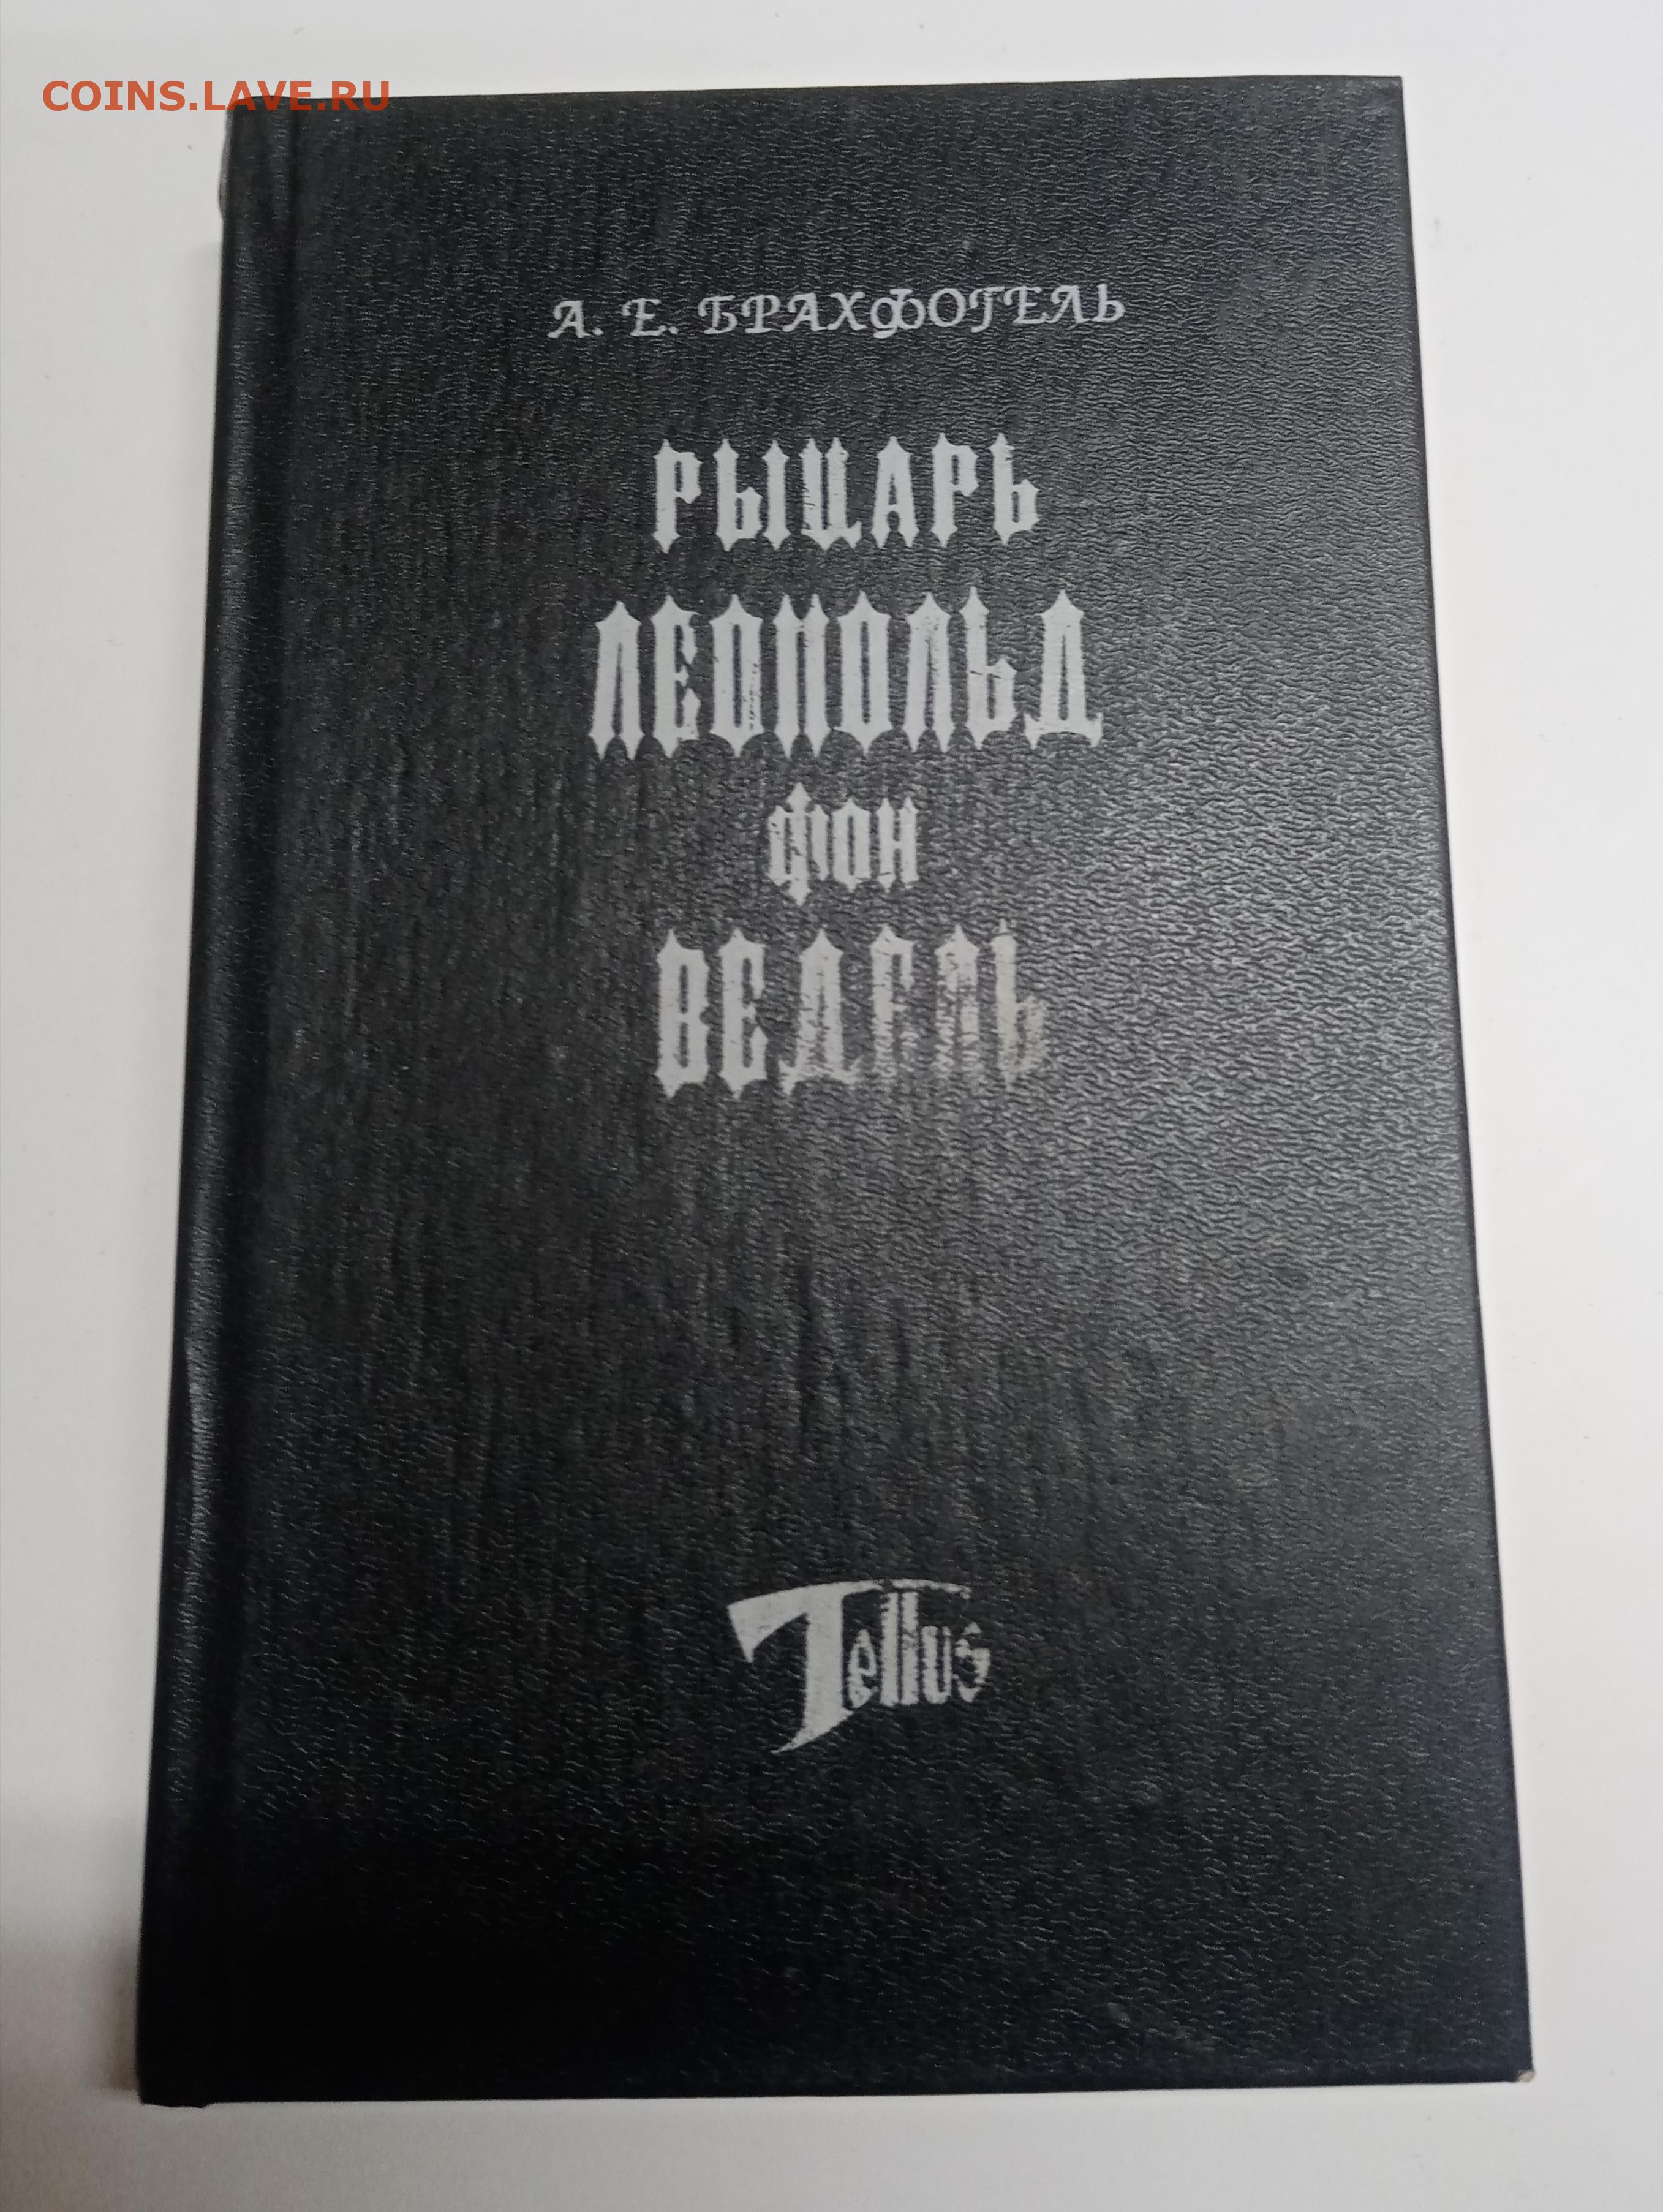 COINS.LAVE.RU
А. Е. БРАХФОГЕЛЬ
РЫЦАРЬ
ЛЕОПОЛЬД
фон
ВЕДЕЛЬ
Tellus